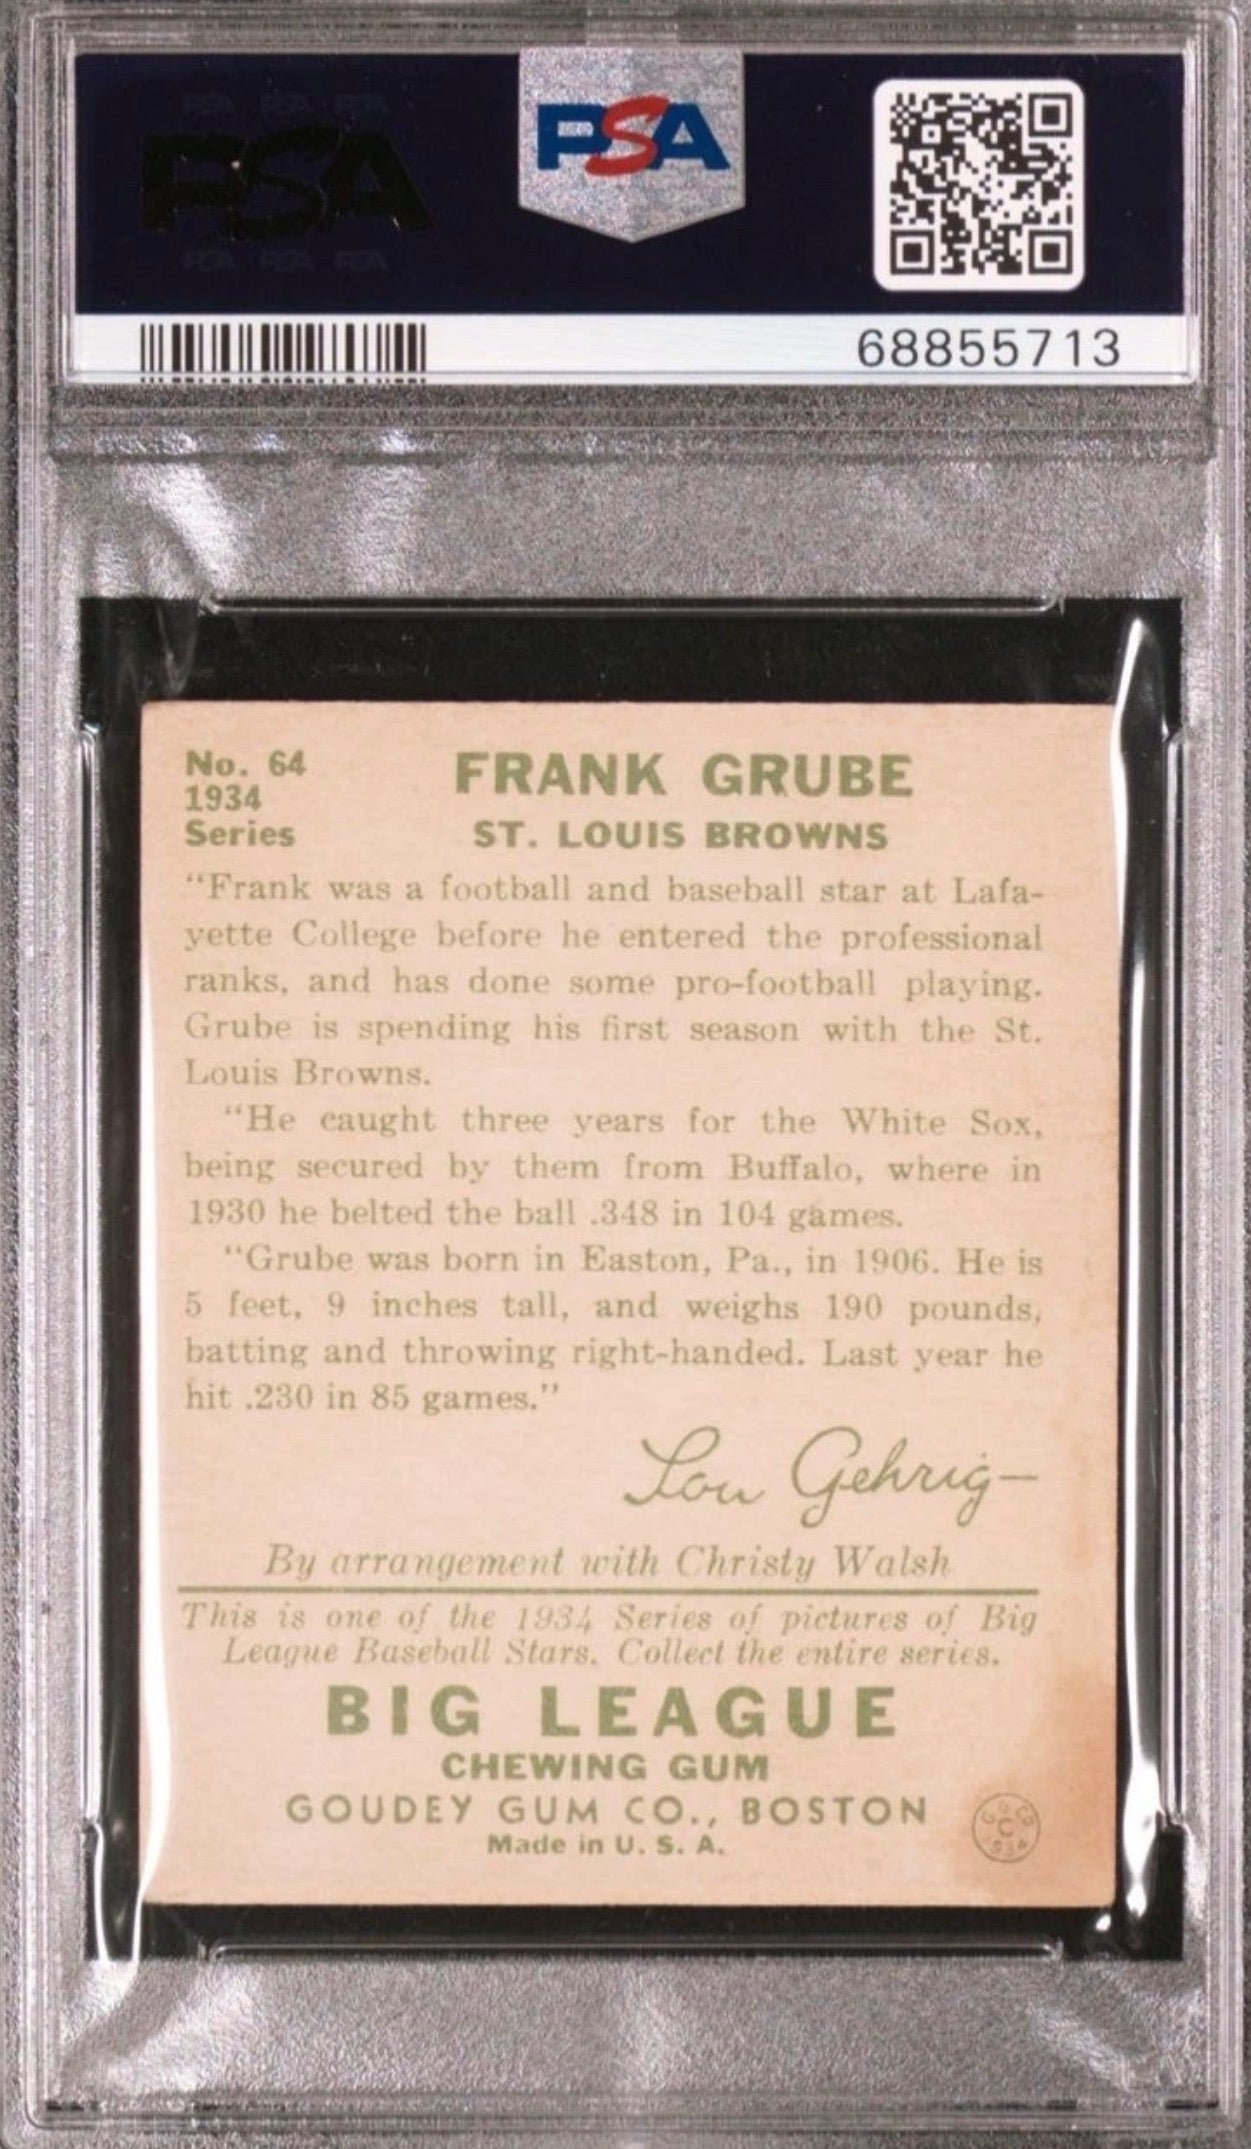 PSA PSA PSA
PSA
PSA PSA PSA
PSA
68855713
No. 64
1934
Series
FRANK GRUBE
ST. LOUIS BROWNS
“Frank was a football and baseball star at Lafa-
yette College before he entered the professional
ranks, and has done some pro-football playing.
Grube is spending his first season with the St.
Louis Browns.
“He caught three years for the White Sox,
being secured by them from Buffalo, where in
1930 he belted the ball .348 in 104 games.
“Grube was born in Easton, Pa., in 1906. He is
5 feet, 9 inches tall, and weighs 190 pounds,
batting and throwing right-handed. Last year he
hit .230 in 85 games.”
Lou Gehrig
By arrangement with Christy Walsh
This is one of the 1934 Series of pictures of Big
League Baseball Stars. Collect the entire series.
BIG LEAGUE
CHEWING GUM
GOUDEY GUM CO., BOSTON
Made in U. S. A.
C